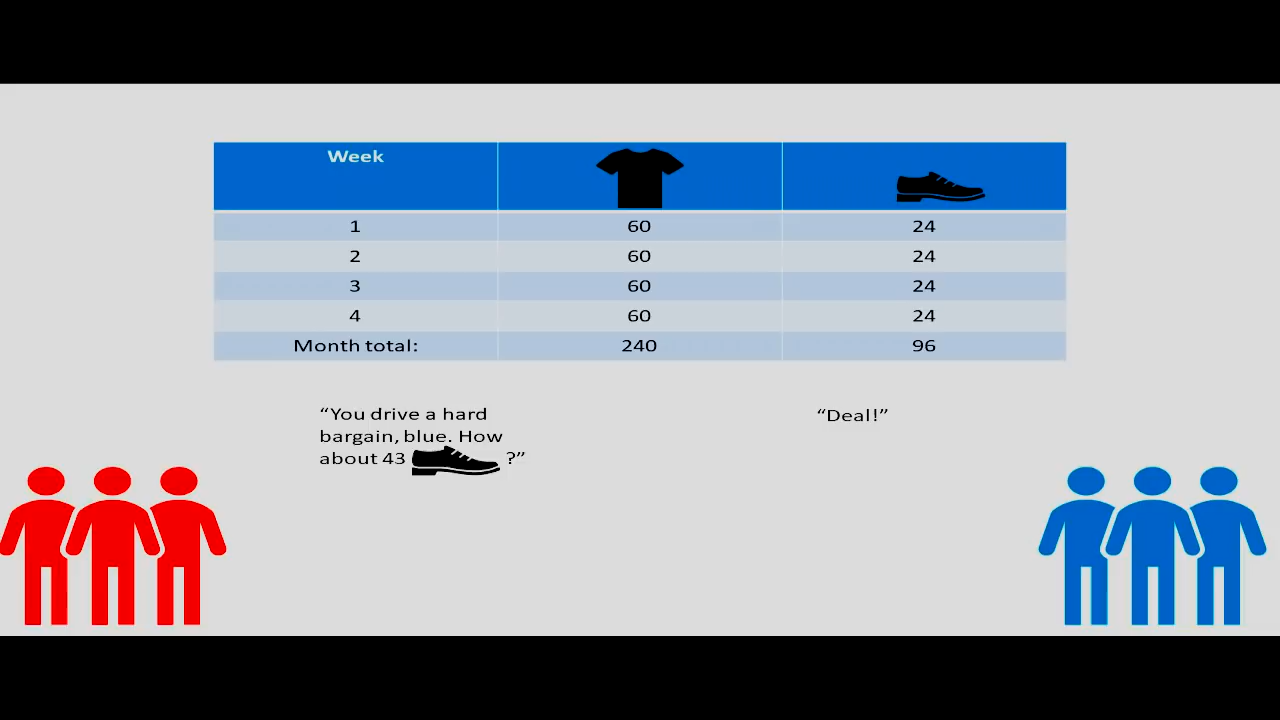 Week
1 60 24
2 60 24
3 60 24
4 60 24
Month total: 240 96
“You drive a hard
bargain, blue. How
about 43 ?”
“Deal!”